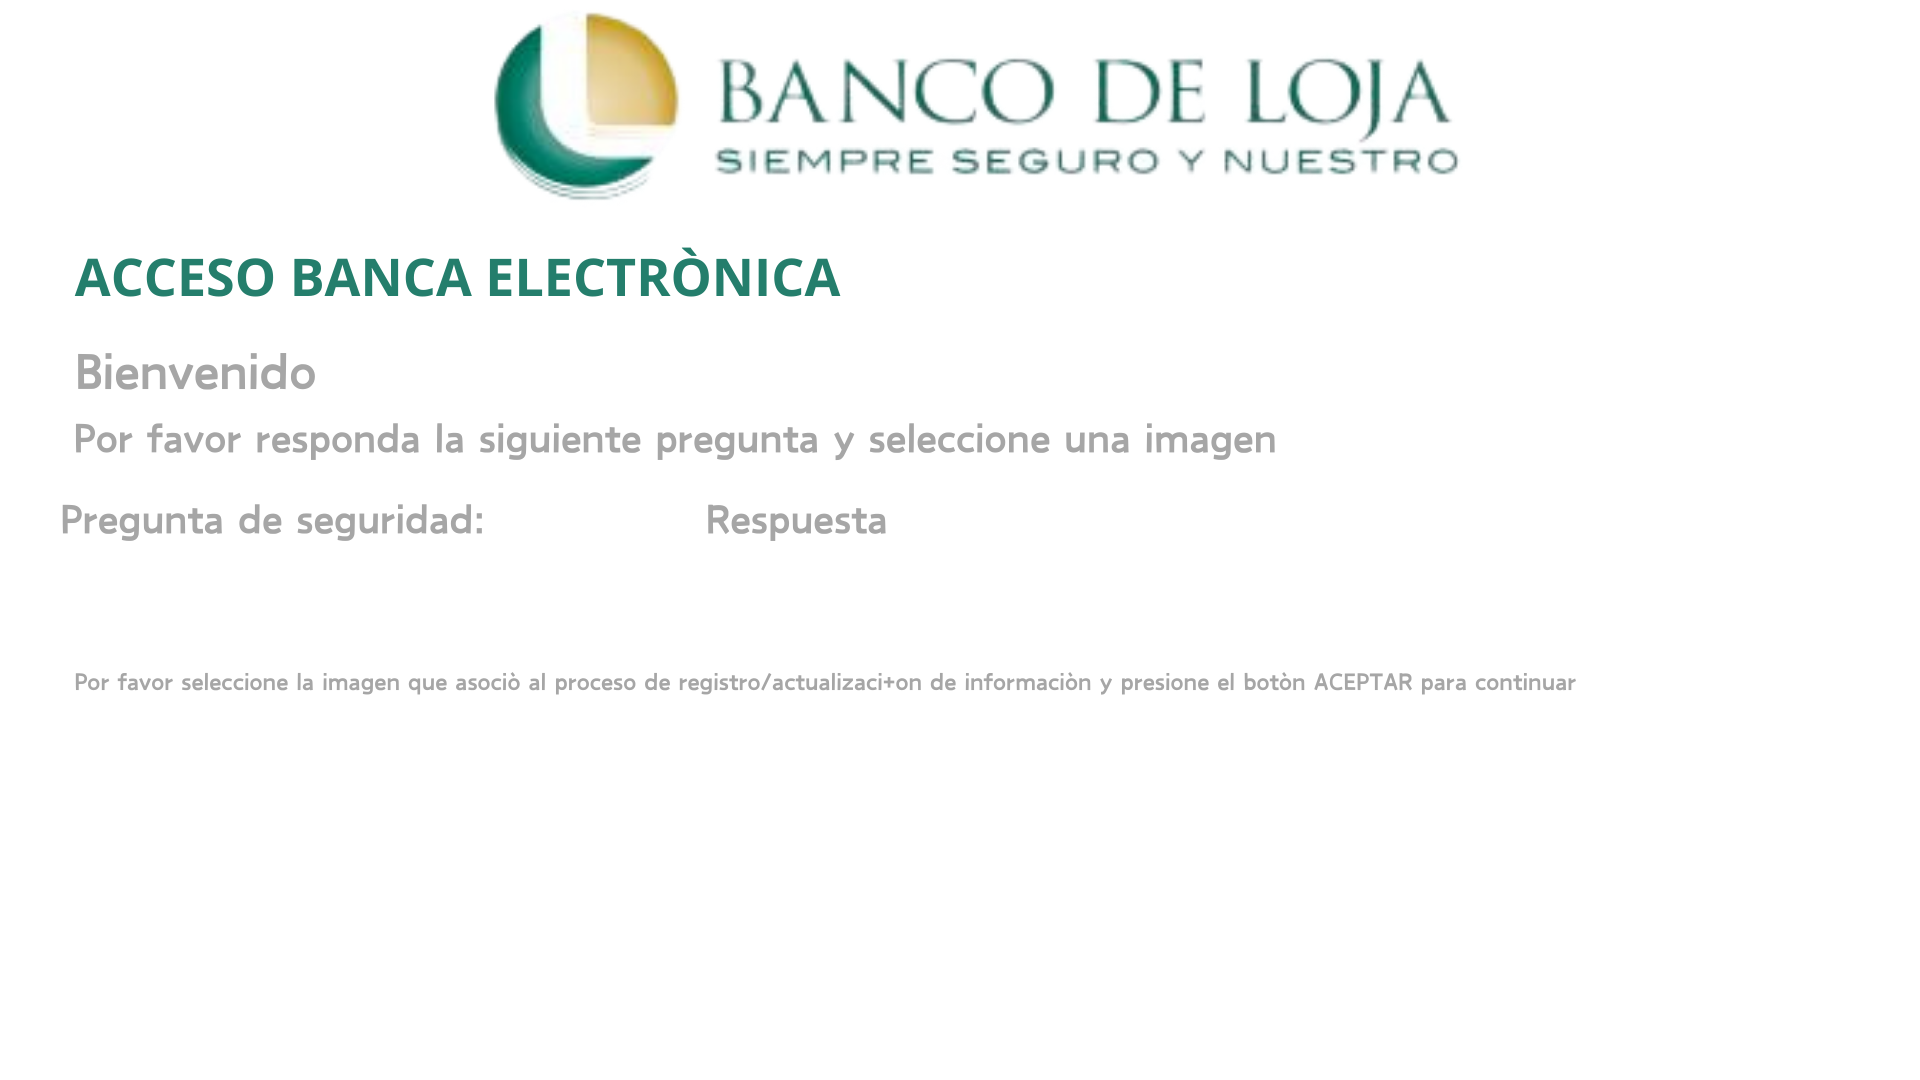 BANCO DE LOJA
SIEMPRE SEGURO Y NUESTRO
ACCESO BANCA ELECTRÒNICA
Bienvenido
Por favor responda la siguiente pregunta y seleccione una imagen
Pregunta de seguridad: Respuesta
Por favor seleccione la imagen que asociò al proceso de registro/actualizaci+on de informaciòn y presione el botòn ACEPTAR para continuar